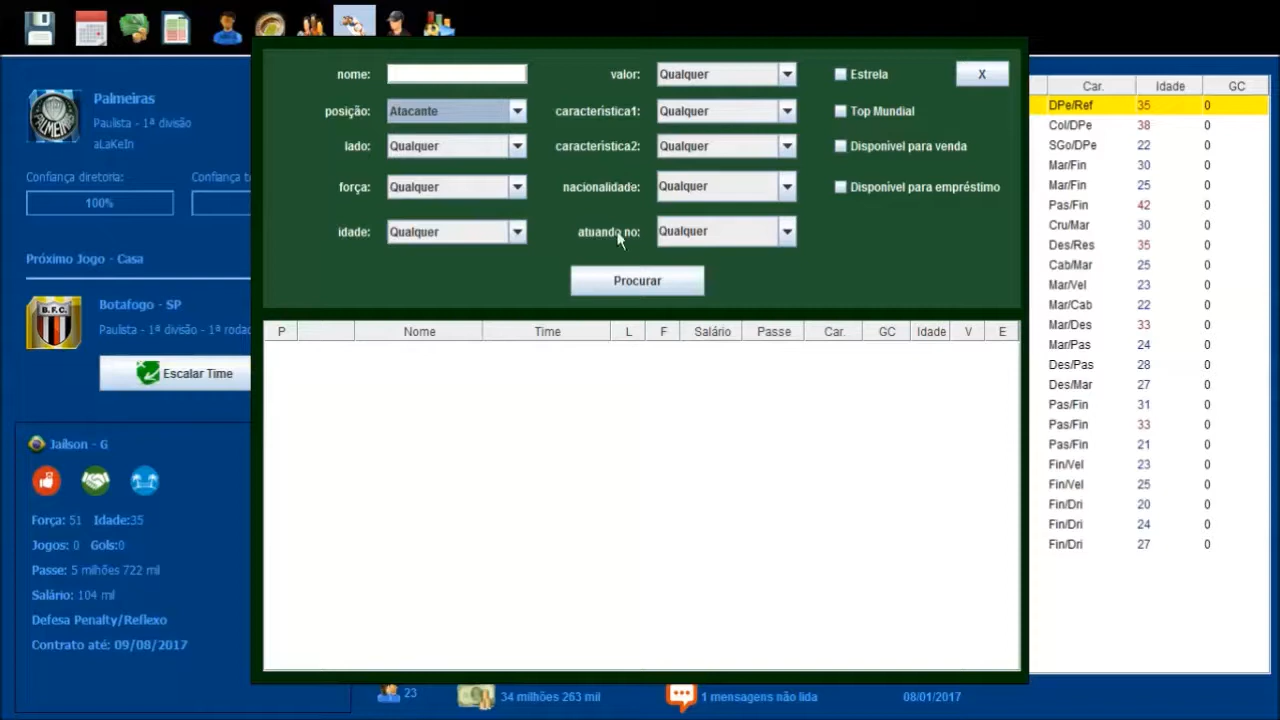 nome:
valor: Qualquer
Estrela
X
posição: Atacante
característica1: Qualquer
Top Mundial
lado: Qualquer
característica2: Qualquer
Disponivel para venda
força: Qualquer
nacionalidade: Qualquer
Disponivel para empréstimo
idade: Qualquer
atuando no: Qualquer
Procurar
P Nome Time L F Salário Passe Car. GC Idade V E
Palmeiras
Paulista - 1ª divisão
aLaKeIn
Confiança diretoria:
100%
Próximo Jogo - Casa
Botafogo - SP
B.F.C.
Escalar Time
Jaílson - G
Força: 51 Idade:35
Jogos: 0 Gols:0
Passe: 5 milhões 722 mil
Salário: 104 mil
Defesa Penalty/Reflexo
Contrato até: 09/08/2017
Car. Idade GC
DPe/Ref 35 0
Col/DPe 38 0
SGo/DPe 22 0
Mar/Fin 30 0
Mar/Fin 25 0
Pas/Fin 42 0
Cru/Mar 30 0
Des/Res 35 0
Cab/Mar 25 0
Mar/Vel 23 0
Mar/Cab 22 0
Mar/Des 33 0
Mar/Pas 24 0
Des/Pas 28 0
Des/Mar 27 0
Pas/Fin 31 0
Pas/Fin 33 0
Pas/Fin 21 0
Fin/Vel 23 0
Fin/Vel 25 0
Fin/Dri 20 0
Fin/Dri 24 0
Fin/Dri 27 0
23
34 milhões 263 mil
1 mensagens não lida
08/01/2017